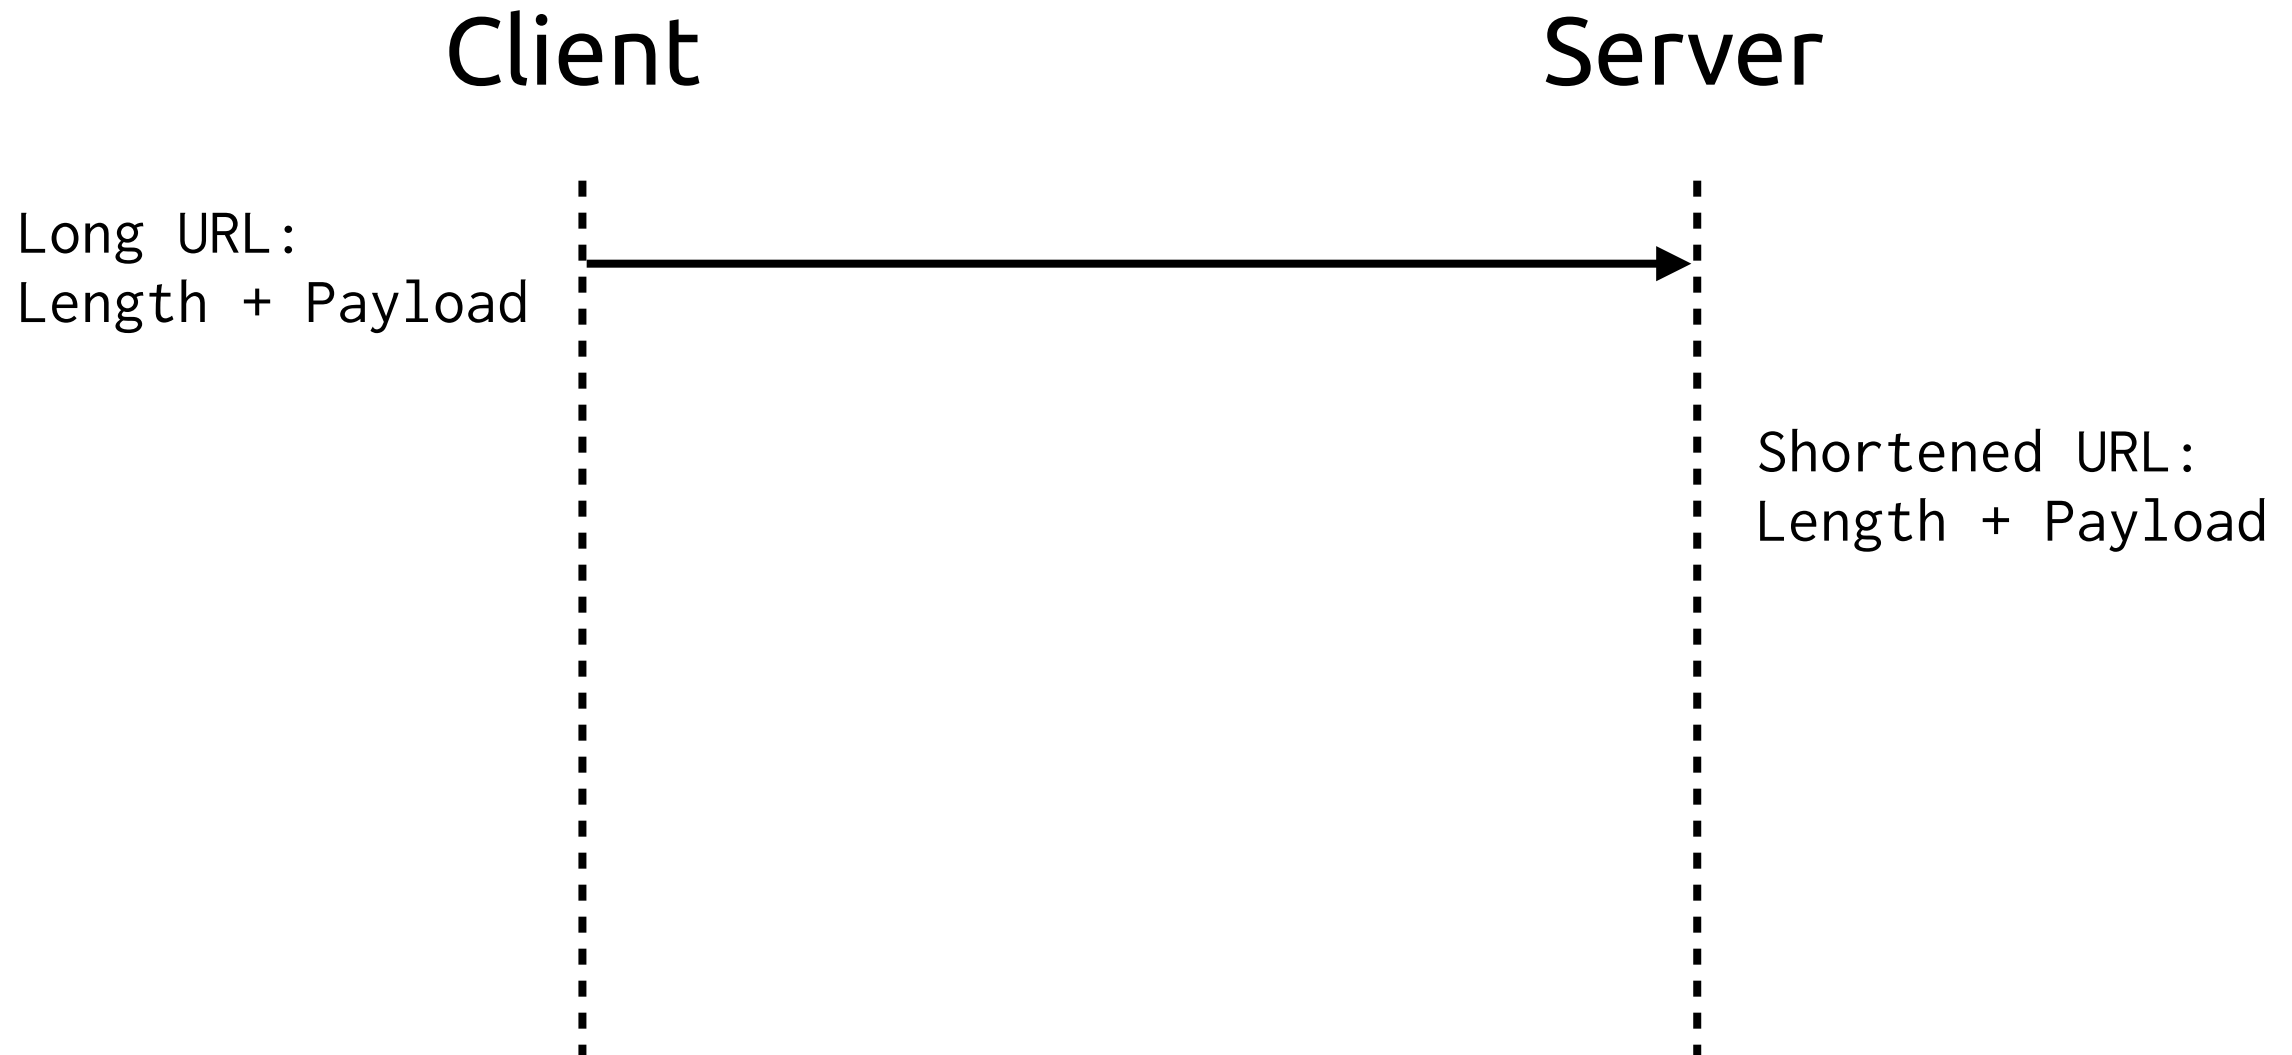 Client
Server
Long URL:
Length + Payload
Shortened URL:
Length + Payload